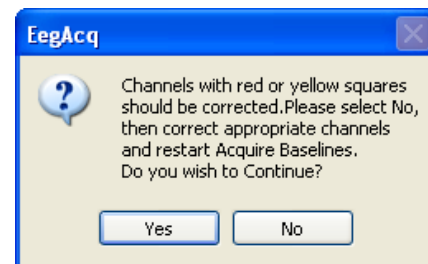 EegAcq
Channels with red or yellow squares
should be corrected.Please select No,
then correct appropriate channels
and restart Acquire Baselines.
Do you wish to Continue?
Yes
No